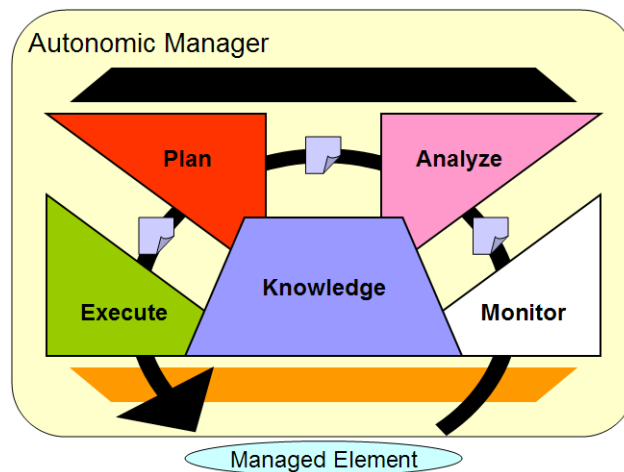 Autonomic Manager
Plan
Analyze
Knowledge
Execute
Monitor
Managed Element